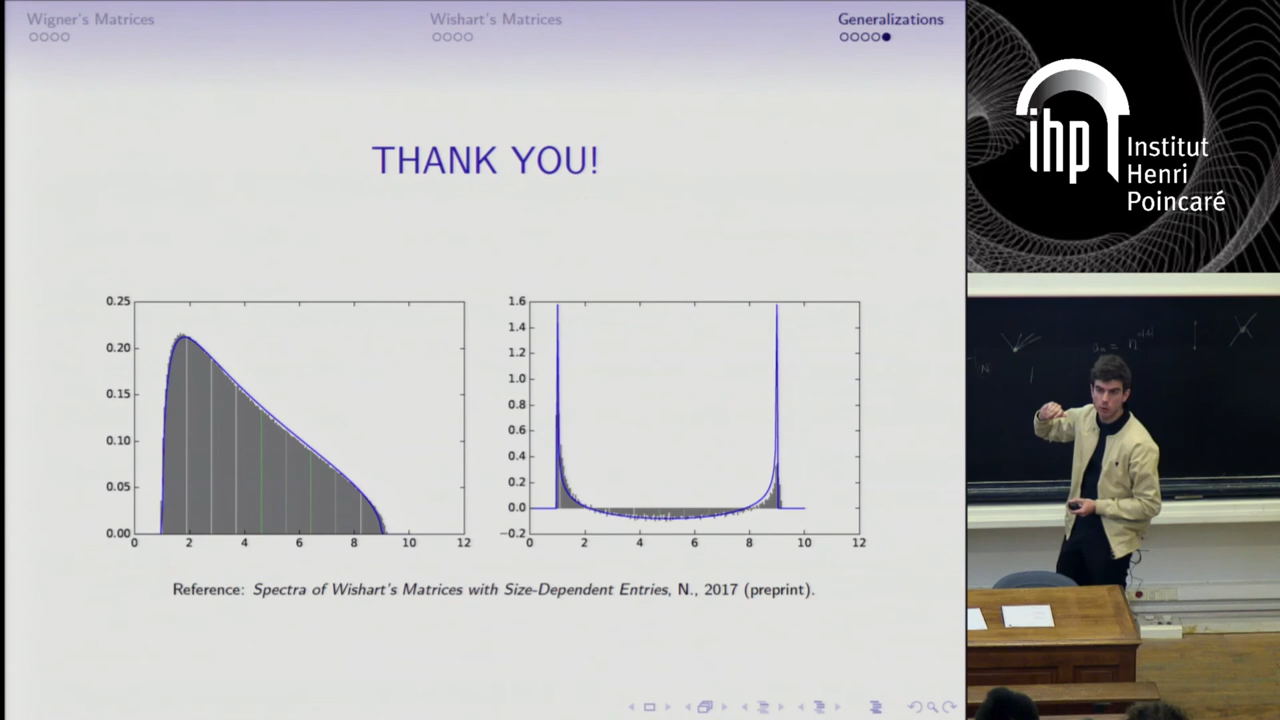 Wigner's Matrices
Wishart's Matrices
Generalizations
THANK YOU!
0.25
0.20
0.15
0.10
0.05
0.00
0 2 4 6 8 10 12
1.6
1.4
1.2
1.0
0.8
0.6
0.4
0.2
0.0
−0.2
0 2 4 6 8 10 12
Reference: Spectra of Wishart's Matrices with Size-Dependent Entries, N., 2017 (preprint).
ihp Institut
Henri
Poincaré